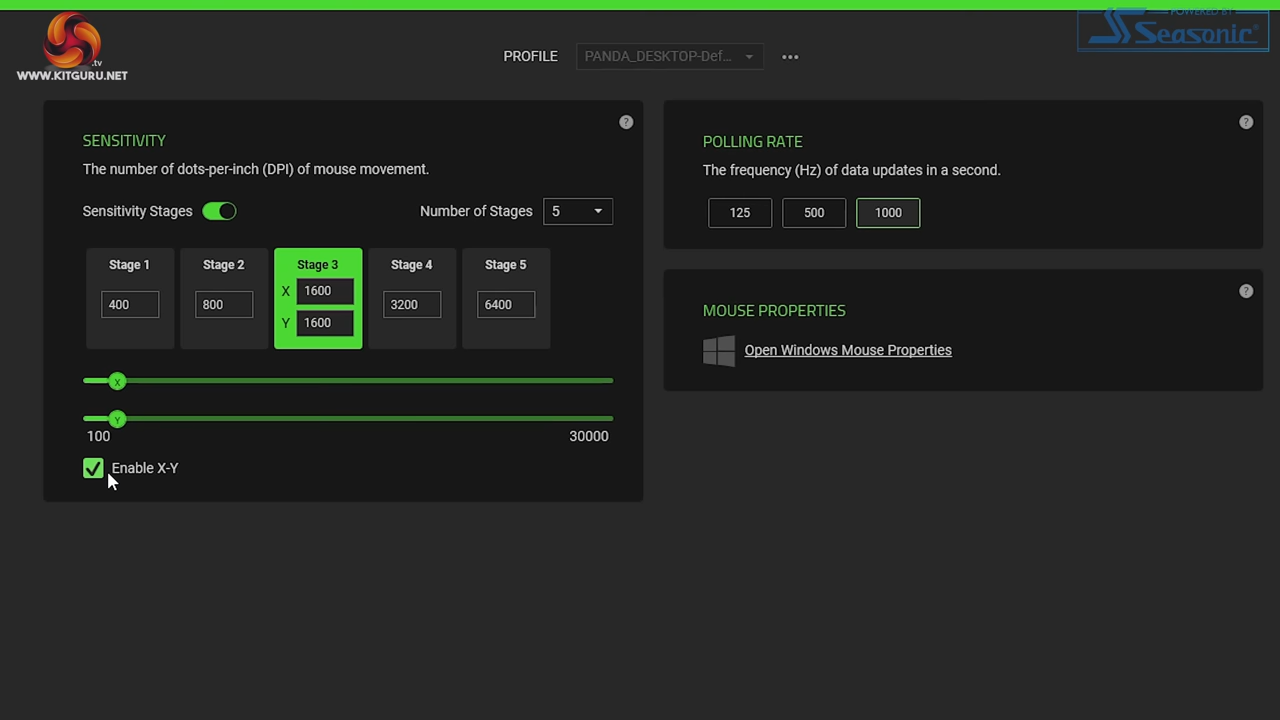 POWERED BY
Seasonic
.tv
WWW.KITGURU.NET
PROFILE
PANDA_DESKTOP-Def...
SENSITIVITY
The number of dots-per-inch (DPI) of mouse movement.
Sensitivity Stages
Number of Stages
5
Stage 1
Stage 2
Stage 3
Stage 4
Stage 5
400
800
X 1600
Y 1600
3200
6400
X
Y
100
30000
Enable X-Y
?
POLLING RATE
The frequency (Hz) of data updates in a second.
125
500
1000
?
MOUSE PROPERTIES
Open Windows Mouse Properties
?